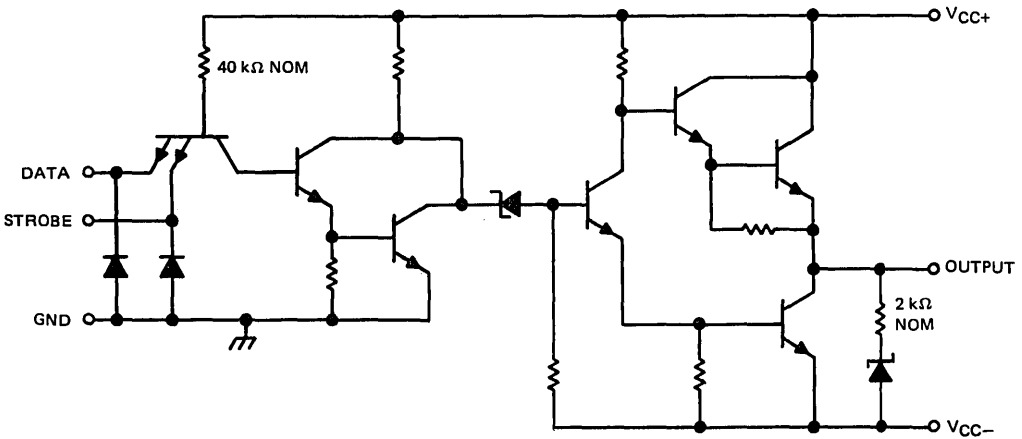 VCC+
40 kΩ NOM
DATA
STROBE
OUTPUT
2 kΩ
NOM
GND
VCC−